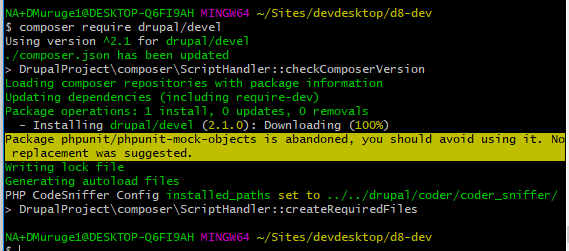 NA+DMuruge1@DESKTOP-Q6FI9AH MINGW64 ~/Sites/devdesktop/d8-dev
$ composer require drupal/devel
Using version ^2.1 for drupal/devel
./composer.json has been updated
> DrupalProject\composer\ScriptHandler::checkComposerVersion
Loading composer repositories with package information
Updating dependencies (including require-dev)
Package operations: 1 install, 0 updates, 0 removals
  - Installing drupal/devel (2.1.0): Downloading (100%)
Package phpunit/phpunit-mock-objects is abandoned, you should avoid using it. No
 replacement was suggested.
Writing lock file
Generating autoload files
PHP CodeSniffer Config installed_paths set to ../../drupal/coder/coder_sniffer/
> DrupalProject\composer\ScriptHandler::createRequiredFiles
NA+DMuruge1@DESKTOP-Q6FI9AH MINGW64 ~/Sites/devdesktop/d8-dev
$